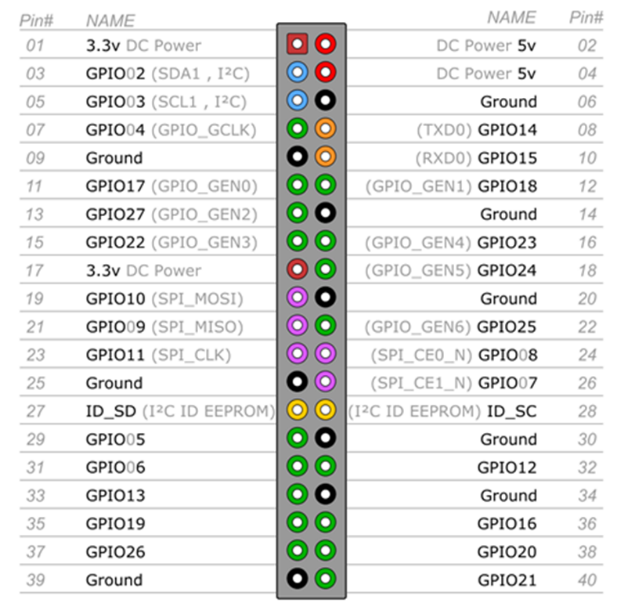 Pin# NAME NAME Pin#
01 3.3v DC Power DC Power 5v 02
03 GPIO02 (SDA1 , I²C) DC Power 5v 04
05 GPIO03 (SCL1 , I²C) Ground 06
07 GPIO04 (GPIO_GCLK) (TXD0) GPIO14 08
09 Ground (RXD0) GPIO15 10
11 GPIO17 (GPIO_GEN0) (GPIO_GEN1) GPIO18 12
13 GPIO27 (GPIO_GEN2) Ground 14
15 GPIO22 (GPIO_GEN3) (GPIO_GEN4) GPIO23 16
17 3.3v DC Power (GPIO_GEN5) GPIO24 18
19 GPIO10 (SPI_MOSI) Ground 20
21 GPIO09 (SPI_MISO) (GPIO_GEN6) GPIO25 22
23 GPIO11 (SPI_CLK) (SPI_CE0_N) GPIO08 24
25 Ground (SPI_CE1_N) GPIO07 26
27 ID_SD (I²C ID EEPROM) (I²C ID EEPROM) ID_SC 28
29 GPIO05 Ground 30
31 GPIO06 GPIO12 32
33 GPIO13 Ground 34
35 GPIO19 GPIO16 36
37 GPIO26 GPIO20 38
39 Ground GPIO21 40